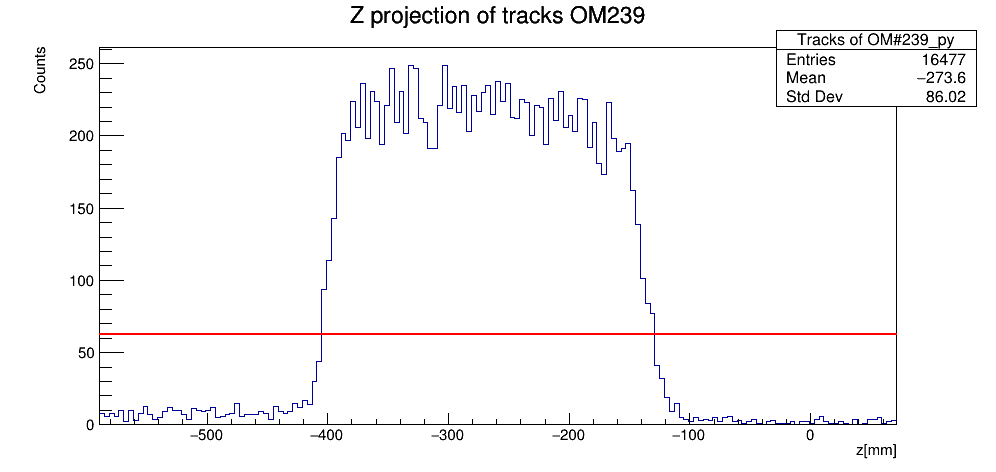 Z projection of tracks OM239
Tracks of OM#239_py
Entries 16477
Mean −273.6
Std Dev 86.02
Counts
250
200
150
100
50
0
−500 −400 −300 −200 −100 0
z[mm]